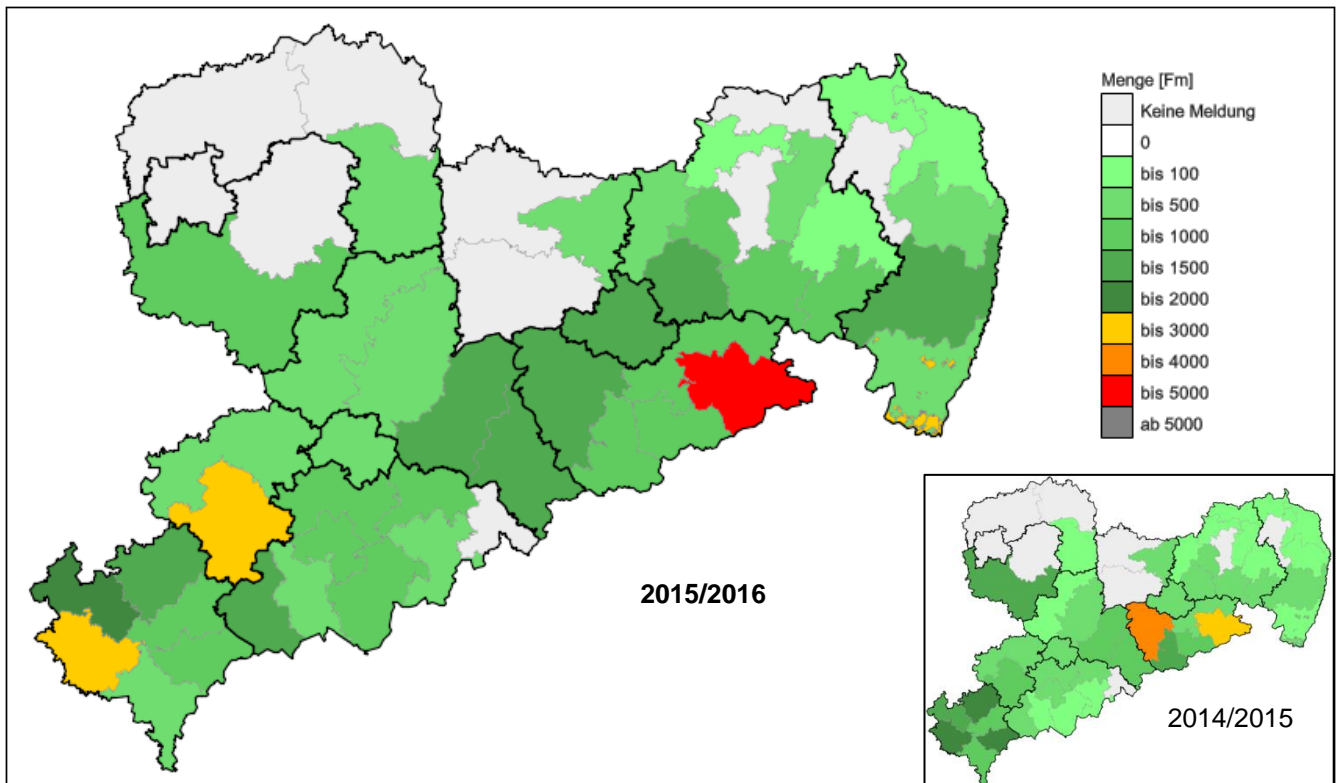 Menge [Fm]
Keine Meldung
0
bis 100
bis 500
bis 1000
bis 1500
bis 2000
bis 3000
bis 4000
bis 5000
ab 5000
2015/2016
2014/2015